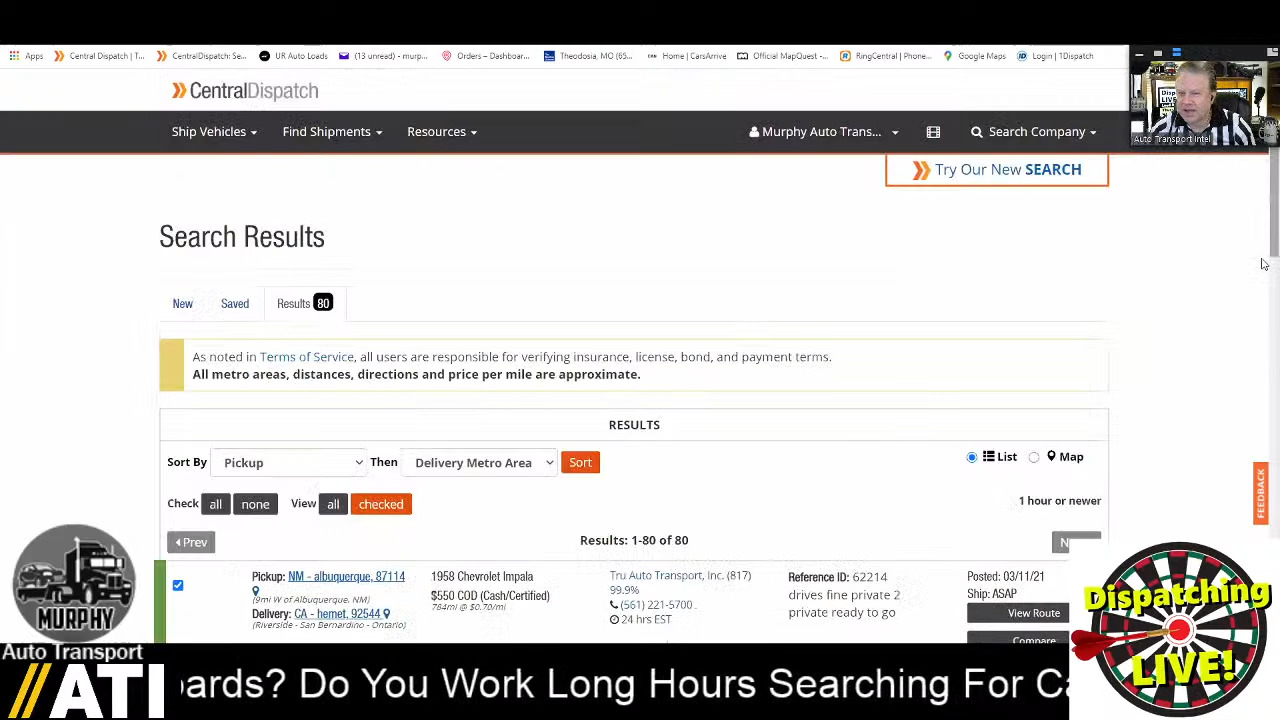 Apps
Central Dispatch | T...
CentralDispatch: Se...
UR Auto Loads
(13 unread) - murp...
Orders – Dashboar...
Theodosia, MO (65...
Home | CarsArrive
Official MapQuest -...
RingCentral | Phone...
Google Maps
Login | 1Dispatch
CentralDispatch
Ship Vehicles
Find Shipments
Resources
Murphy Auto Trans...
Search Company
Auto Transport Intel
Try Our New SEARCH
Search Results
New
Saved
Results 80
As noted in Terms of Service, all users are responsible for verifying insurance, license, bond, and payment terms.
All metro areas, distances, directions and price per mile are approximate.
RESULTS
Sort By Pickup Then Delivery Metro Area Sort
List Map
Check all none View all checked
1 hour or newer
FEEDBACK
Prev
Results: 1-80 of 80
N
Pickup: NM - albuquerque, 87114
(9mi W of Albuquerque, NM)
Delivery: CA - hemet, 92544
(Riverside - San Bernardino - Ontario)
1958 Chevrolet Impala
$550 COD (Cash/Certified)
784mi @ $0.70/mi
Tru Auto Transport, Inc. (817)
99.9%
(561) 221-5700
24 hrs EST
Reference ID: 62214
drives fine private 2
private ready to go
Posted: 03/11/21
Ship: ASAP
View Route
Compare
MURPHY
Auto Transport
//ATI
ards? Do You Work Long Hours Searching For Ca
Dispatching
LIVE!